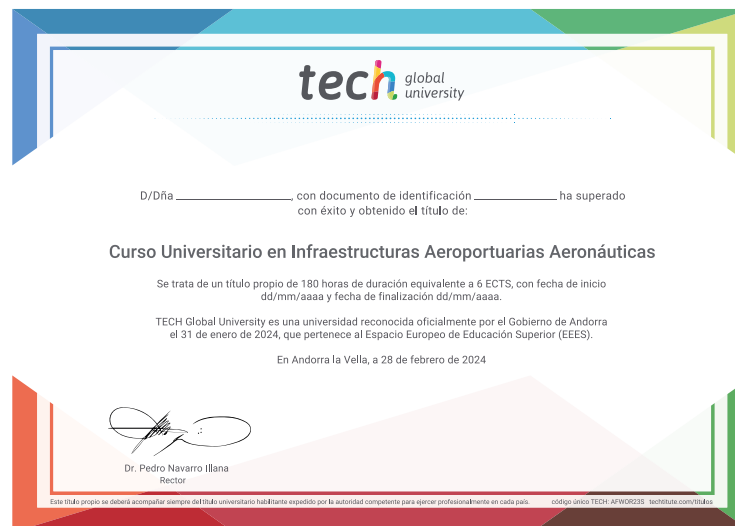 tech global university
D/Dña ______________________, con documento de identificación ________________ ha superado
con éxito y obtenido el título de:
Curso Universitario en Infraestructuras Aeroportuarias Aeronáuticas
Se trata de un título propio de 180 horas de duración equivalente a 6 ECTS, con fecha de inicio
dd/mm/aaaa y fecha de finalización dd/mm/aaaa.
TECH Global University es una universidad reconocida oficialmente por el Gobierno de Andorra
el 31 de enero de 2024, que pertenece al Espacio Europeo de Educación Superior (EEES).
En Andorra la Vella, a 28 de febrero de 2024
Dr. Pedro Navarro Illana
Rector
Este título propio se deberá acompañar siempre del título universitario habilitante expedido por la autoridad competente para ejercer profesionalmente en cada país. código único TECH: AFWOR23S techtitute.com/titulos